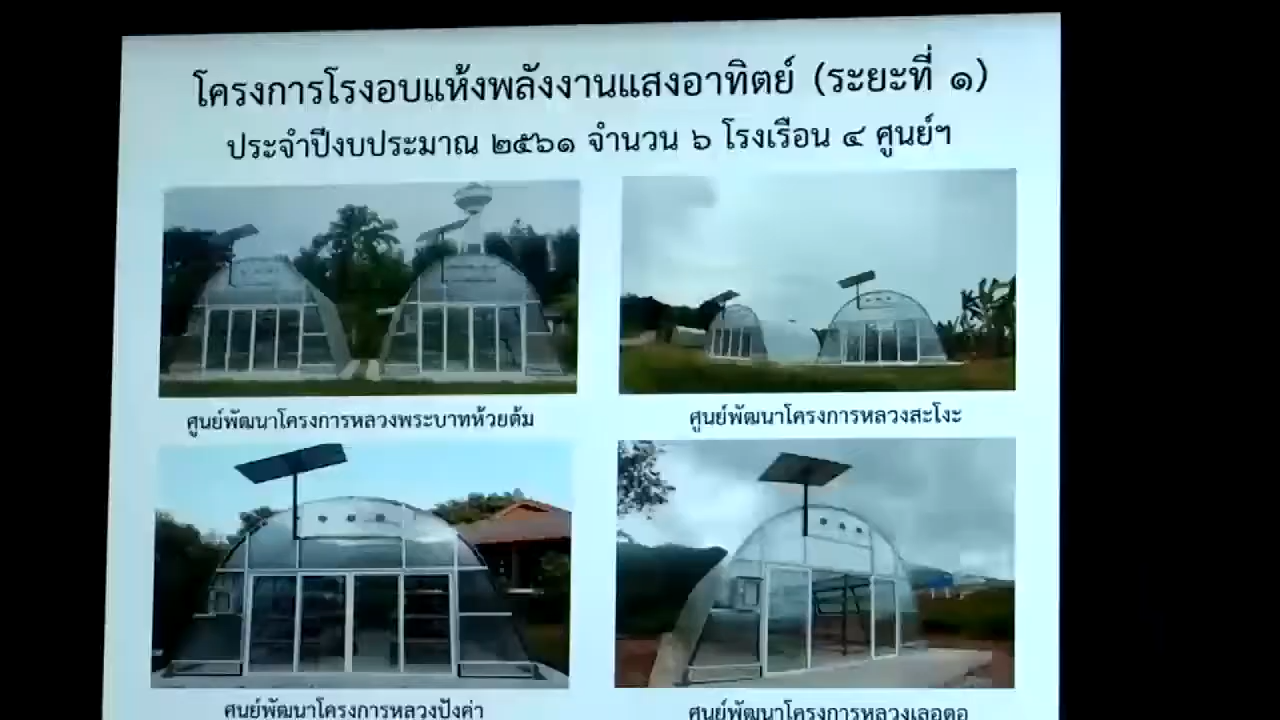 โครงการโรงอบแห้งพลังงานแสงอาทิตย์ (ระยะที่ ๑)
ประจำปีงบประมาณ ๒๕๖๑ จำนวน ๖ โรงเรือน ๔ ศูนย์ฯ
ศูนย์พัฒนาโครงการหลวงพระบาทห้วยต้ม
ศูนย์พัฒนาโครงการหลวงสะโงะ
ศูนย์พัฒนาโครงการหลวงปังค่า
ศูนย์พัฒนาโครงการหลวงเลอตอ